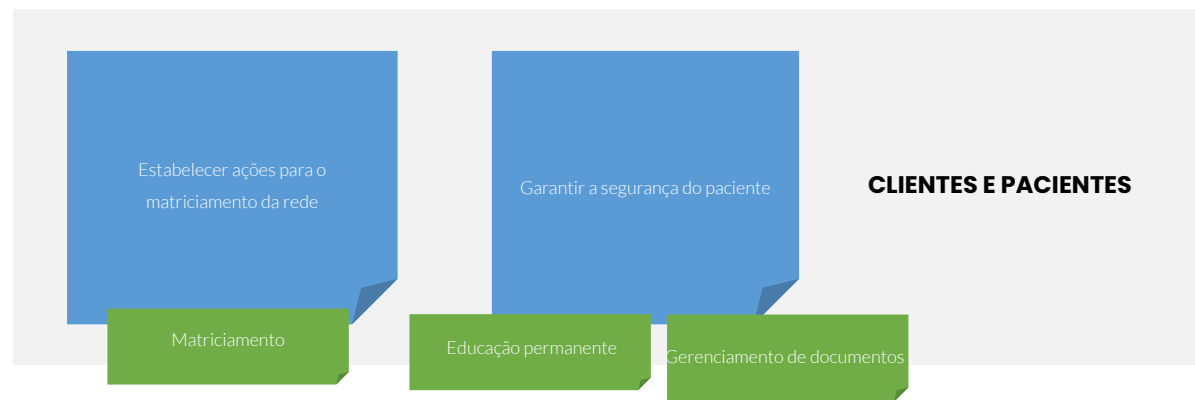 Estabelecer ações para o
matriciamento da rede
Garantir a segurança do paciente
CLIENTES E PACIENTES
Matriciamento
Educação permanente
Gerenciamento de documentos